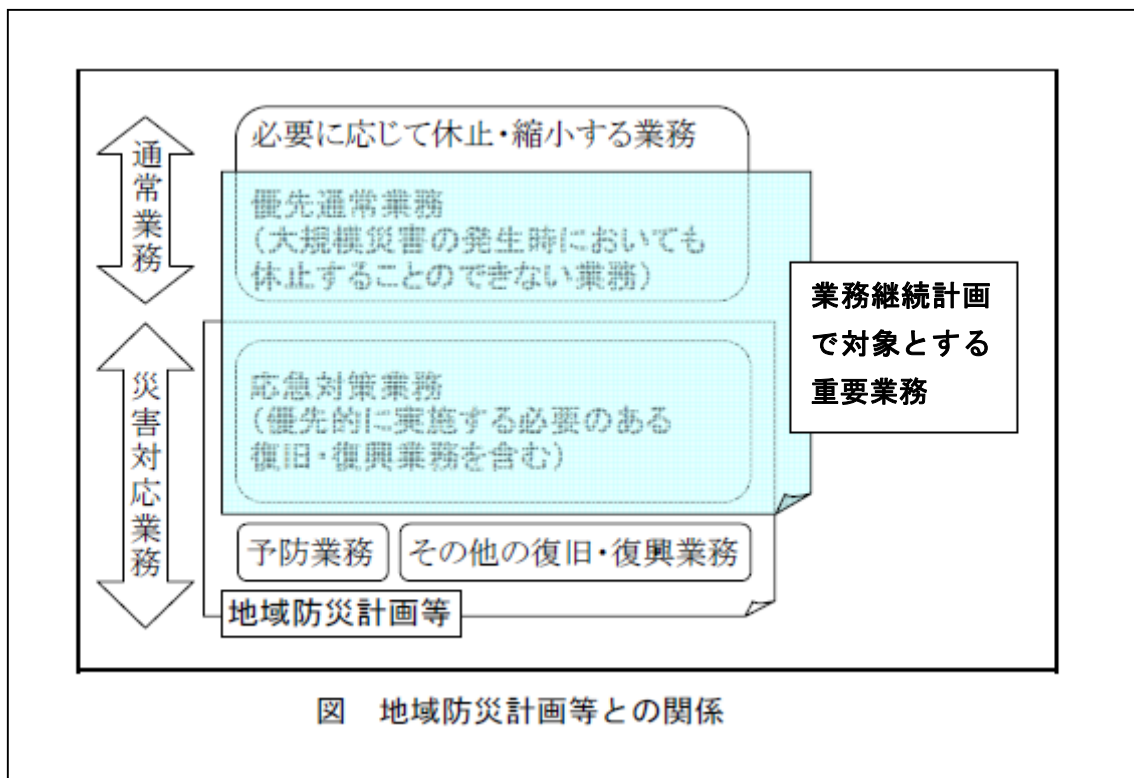 通常業務
必要に応じて休止・縮小する業務
優先通常業務
（大規模災害の発生時においても
休止することのできない業務）
業務継続計画
で対象とする
重要業務
災害対応業務
応急対策業務
（優先的に実施する必要のある
復旧・復興業務を含む）
予防業務
その他の復旧・復興業務
地域防災計画等
図　地域防災計画等との関係